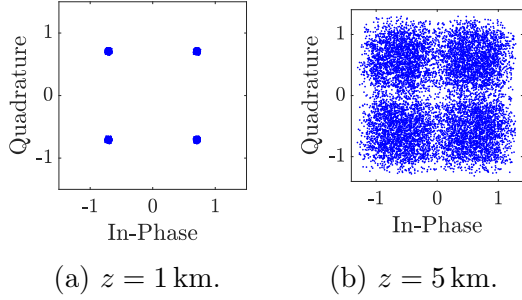 1
0
-1
Quadrature
-1 0 1
In-Phase
(a) z = 1 km.
1
0
-1
Quadrature
-1 0 1
In-Phase
(b) z = 5 km.